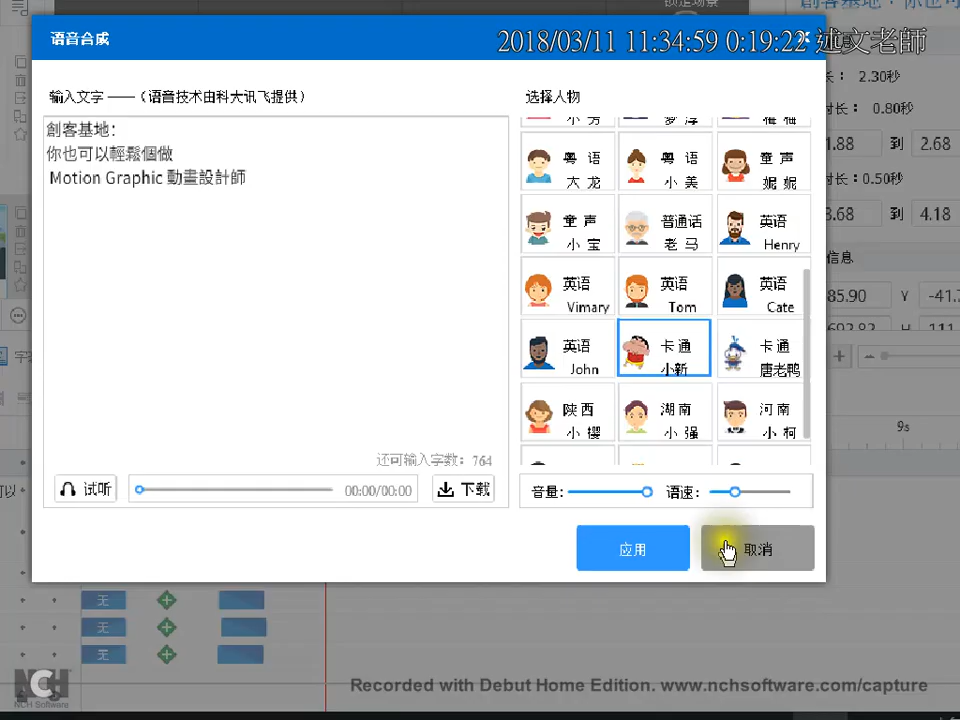 语音合成
2018/03/11 11:34:59 0:19:22 述文老師
输入文字 ——（语音技术由科大讯飞提供）
选择人物
創客基地：
你也可以輕鬆個做
Motion Graphic 動畫設計師
粤 语
大 龙
粤 语
小 美
童 声
妮 妮
童 声
小 宝
普通话
老 马
英语
Henry
英语
Vimary
英语
Tom
英语
Cate
英语
John
卡 通
小新
卡 通
唐老鸭
陕 西
小 樱
湖 南
小 强
河 南
小 柯
还可输入字数：764
试听
00:00/00:00
下载
音量：
语速：
应用
取消
2.30秒
时长：0.80秒
1.88 到 2.68
时长：0.50秒
3.68 到 4.18
信息
85.90 Y -41.7
9s
无
无
无
NCH
NCH Software
Recorded with Debut Home Edition. www.nchsoftware.com/capture